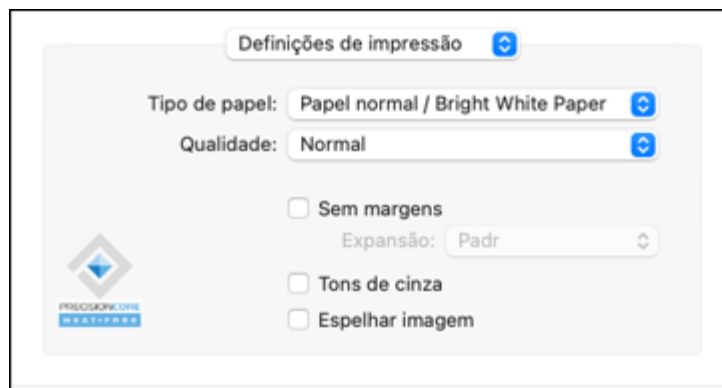 Definições de impressão
Tipo de papel: Papel normal / Bright White Paper
Qualidade: Normal
Sem margens
Expansão: Padr
Tons de cinza
PRECISIONCORE
HEAT-FREE
Espelhar imagem